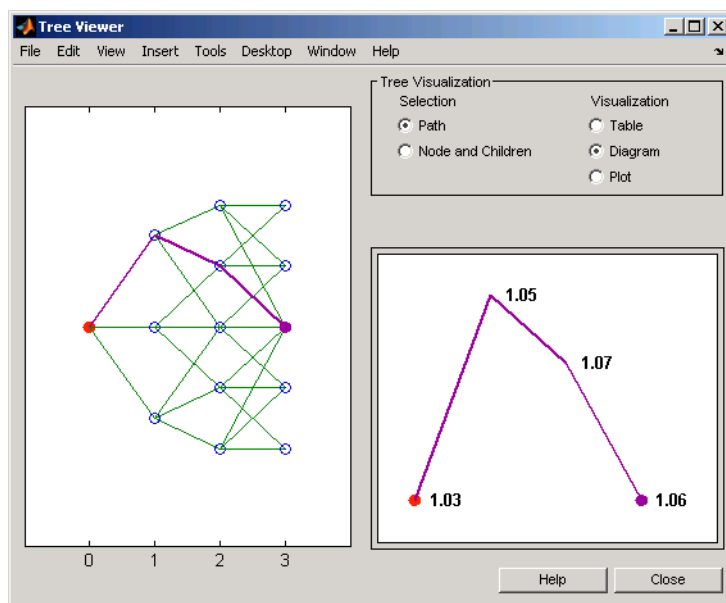 Tree Viewer
File Edit View Insert Tools Desktop Window Help
Tree Visualization
Selection Visualization
Path Table
Node and Children Diagram
Plot
1.05
1.07
1.03 1.06
0 1 2 3
Help Close